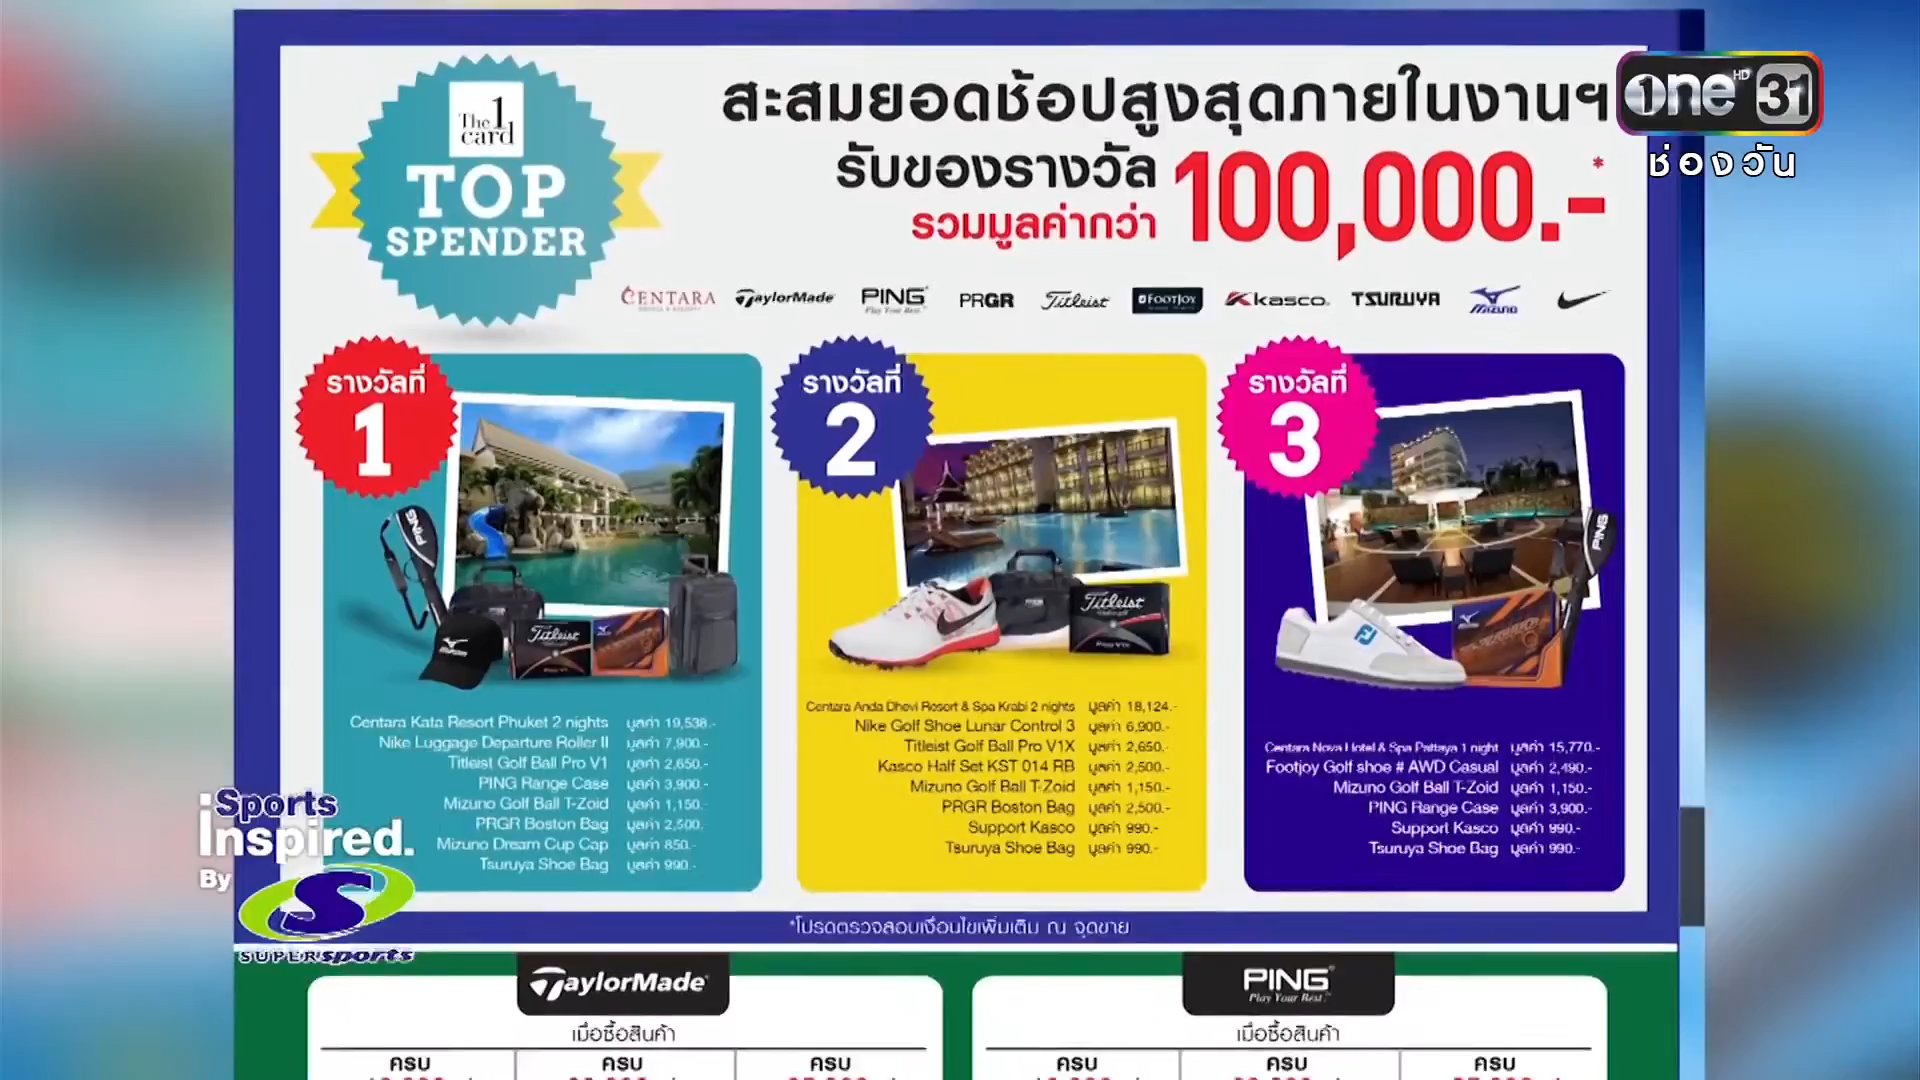 The 1 card
TOP
SPENDER
สะสมยอดช้อปสูงสุดภายในงานฯ
รับของรางวัล
รวมมูลค่ากว่า 100,000.-*
one HD 31
ช่องวัน
CENTARA TaylorMade PING Play Your Best. PRGR Titleist FOOTJOY Kasco TSURUYA MIZUNO
รางวัลที่
1
PING
MIZUNO
Titleist
Centara Kata Resort Phuket 2 nights มูลค่า 19,538.-
Nike Luggage Departure Roller II มูลค่า 7,900.-
Titleist Golf Ball Pro V1 มูลค่า 2,650.-
PING Range Case มูลค่า 3,900.-
Mizuno Golf Ball T-Zoid มูลค่า 1,150.-
PRGR Boston Bag มูลค่า 2,500.
Mizuno Dream Cup Cap มูลค่า 850.-
Tsuruya Shoe Bag มูลค่า 990.-
รางวัลที่
2
Titleist
Centara Anda Dhevi Resort & Spa Krabi 2 nights มูลค่า 18,124.-
Nike Golf Shoe Lunar Control 3 มูลค่า 6,900.-
Titleist Golf Ball Pro V1X มูลค่า 2,650.-
Kasco Half Set KST 014 RB มูลค่า 2,500.-
Mizuno Golf Ball T-Zoid มูลค่า 1,150.-
PRGR Boston Bag มูลค่า 2,500.-
Support Kasco มูลค่า 990.-
Tsuruya Shoe Bag มูลค่า 990.-
รางวัลที่
3
PING
FJ
Centara Nova Hotel & Spa Pattaya 1 night มูลค่า 15,770.-
Footjoy Golf shoe # AWD Casual มูลค่า 2,490.-
Mizuno Golf Ball T-Zoid มูลค่า 1,150.-
PING Range Case มูลค่า 3,900.-
Support Kasco มูลค่า 990.-
Tsuruya Shoe Bag มูลค่า 990.-
Sports
inspired.
By
SUPERsports
*โปรดตรวจสอบเงื่อนไขเพิ่มเติม ณ จุดขาย
TaylorMade
เมื่อซื้อสินค้า
ครบ ครบ ครบ
PING
Play Your Best.
เมื่อซื้อสินค้า
ครบ ครบ ครบ